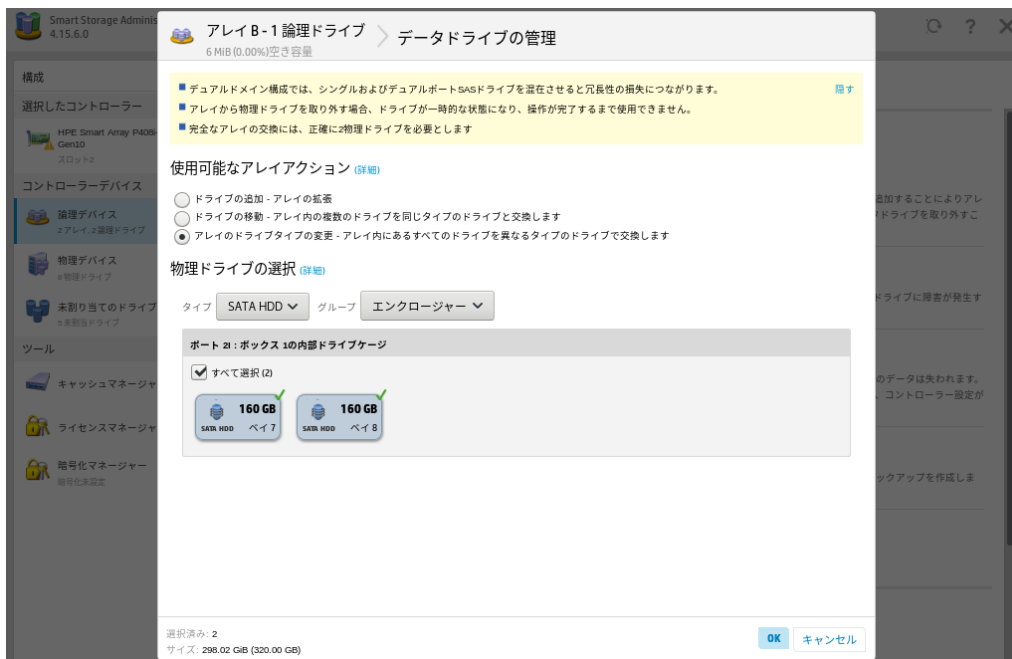 Smart Storage Adminis
4.15.6.0
?
構成
選択したコントローラー
HPE Smart Array P408i-
Gen10
スロット2
コントローラーデバイス
論理デバイス
2アレイ, 2論理ドライブ
物理デバイス
8物理ドライブ
未割り当てのドライブ
ツール
キャッシュマネージャ
ライセンスマネージャ
暗号化マネージャー
暗号化未設定
アレイ B - 1 論理ドライブ
6 MiB (0.00%)空き容量
データドライブの管理
デュアルドメイン構成では、シングルおよびデュアルポートSASドライブを混在させると冗長性の損失につながります。
隠す
アレイから物理ドライブを取り外す場合、ドライブが一時的な状態になり、操作が完了するまで使用できません。
完全なアレイの交換には、正確に2物理ドライブを必要とします
使用可能なアレイアクション (詳細)
ドライブの追加 - アレイの拡張
ドライブの移動 - アレイ内の複数のドライブを同じタイプのドライブと交換します
アレイのドライブタイプの変更 - アレイ内にあるすべてのドライブを異なるタイプのドライブで交換します
物理ドライブの選択 (詳細)
タイプ SATA HDD グループ エンクロージャー
ポート 2I : ボックス 1の内部ドライブケージ
すべて選択 (2)
160 GB
SATA HDD ベイ 7
160 GB
SATA HDD ベイ 8
選択済み: 2
サイズ: 298.02 GiB (320.00 GB)
OK
キャンセル
追加することによりアレ
ドライブを取り外すこ
ドライブに障害が発生す
のデータは失われます。
、コントローラー設定が
ックアップを作成しま